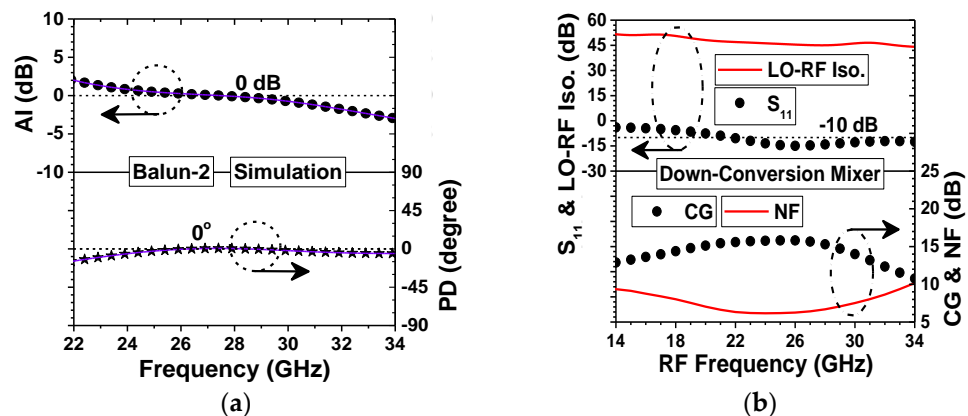 10
5
0
-5
-10
AI (dB)
0 dB
Balun-2
Simulation
0°
90
45
0
-45
-90
PD (degree)
22 24 26 28 30 32 34
Frequency (GHz)
(a)
60
45
30
15
0
-15
-30
S11 & LO-RF Iso. (dB)
LO-RF Iso.
S11
-10 dB
Down-Conversion Mixer
CG
NF
25
20
15
10
5
CG & NF (dB)
14 18 22 26 30 34
RF Frequency (GHz)
(b)